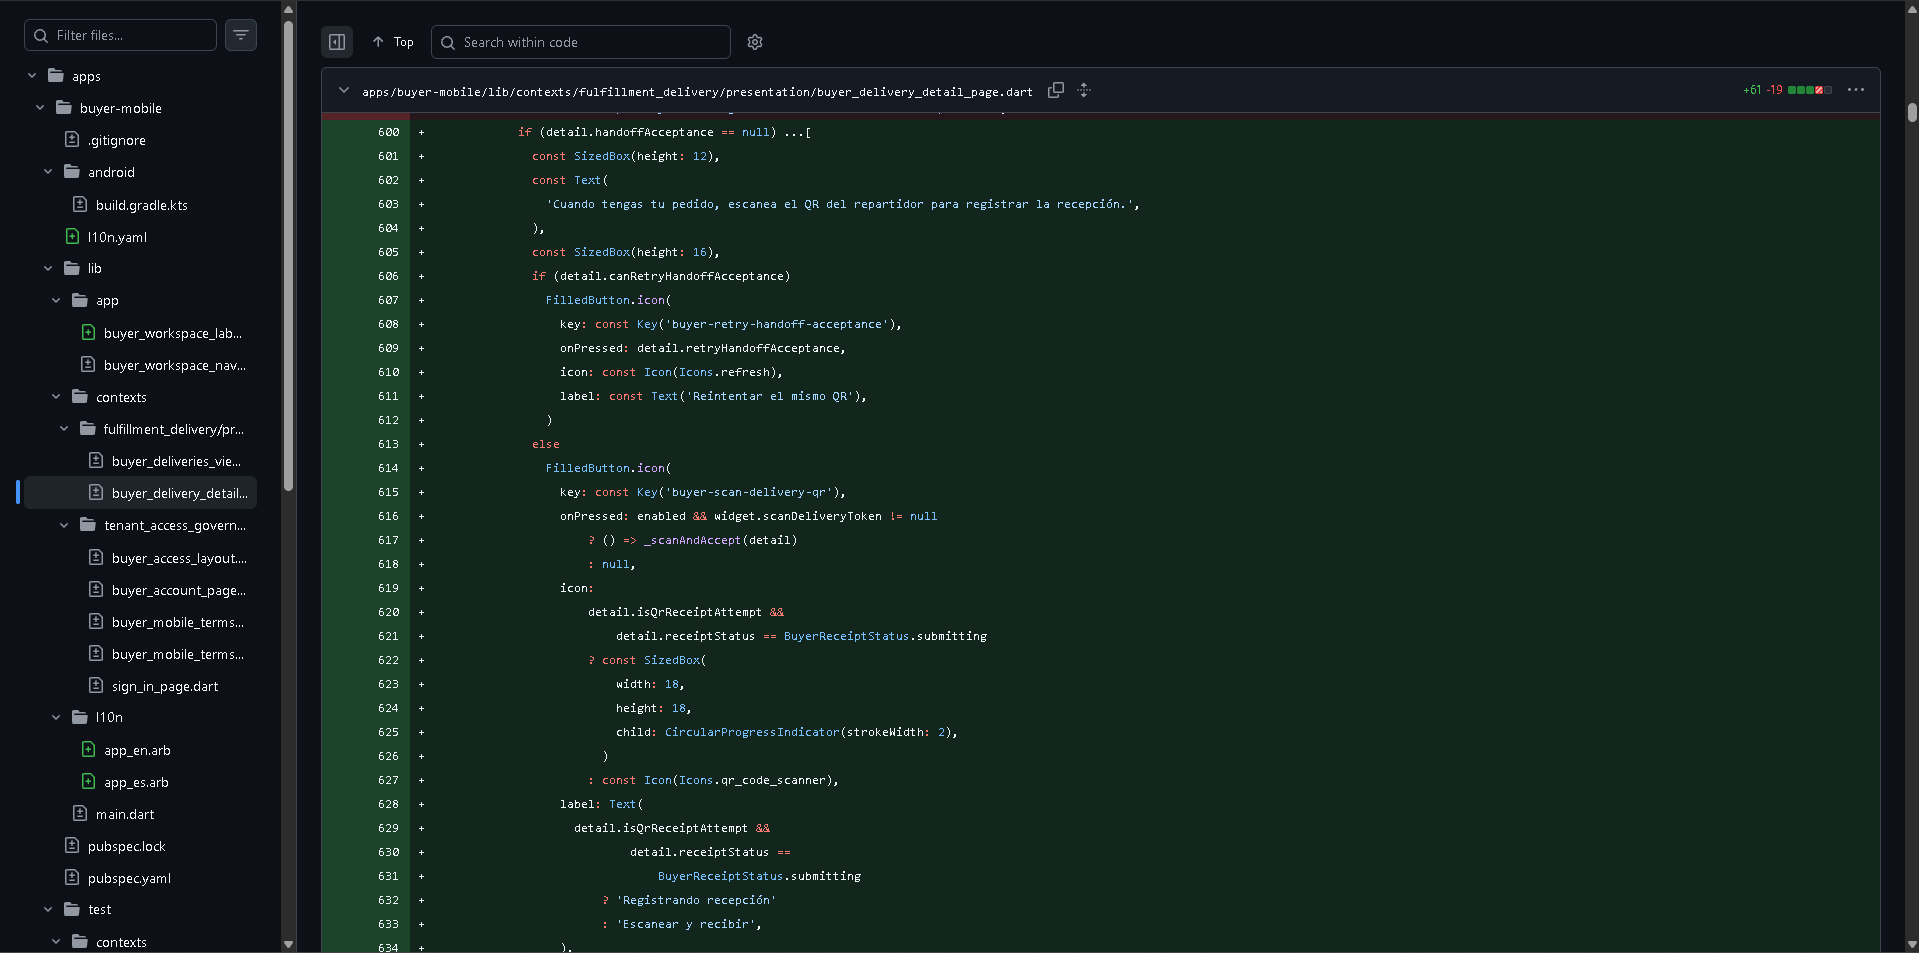 Filter files...
apps
buyer-mobile
.gitignore
android
build.gradle.kts
l10n.yaml
lib
app
buyer_workspace_lab...
buyer_workspace_nav...
contexts
fulfillment_delivery/pr...
buyer_deliveries_vie...
buyer_delivery_detail...
tenant_access_govern...
buyer_access_layout....
buyer_account_page...
buyer_mobile_terms...
buyer_mobile_terms...
sign_in_page.dart
l10n
app_en.arb
app_es.arb
main.dart
pubspec.lock
pubspec.yaml
test
contexts
Top
Search within code
apps/buyer-mobile/lib/contexts/fulfillment_delivery/presentation/buyer_delivery_detail_page.dart
+61 -19
600 + if (detail.handoffAcceptance == null) ...[
601 + const SizedBox(height: 12),
602 + const Text(
603 + 'Cuando tengas tu pedido, escanea el QR del repartidor para registrar la recepción.',
604 + ),
605 + const SizedBox(height: 16),
606 + if (detail.canRetryHandoffAcceptance)
607 + FilledButton.icon(
608 + key: const Key('buyer-retry-handoff-acceptance'),
609 + onPressed: detail.retryHandoffAcceptance,
610 + icon: const Icon(Icons.refresh),
611 + label: const Text('Reintentar el mismo QR'),
612 + )
613 + else
614 + FilledButton.icon(
615 + key: const Key('buyer-scan-delivery-qr'),
616 + onPressed: enabled && widget.scanDeliveryToken != null
617 + ? () => _scanAndAccept(detail)
618 + : null,
619 + icon:
620 + detail.isQrReceiptAttempt &&
621 + detail.receiptStatus == BuyerReceiptStatus.submitting
622 + ? const SizedBox(
623 + width: 18,
624 + height: 18,
625 + child: CircularProgressIndicator(strokeWidth: 2),
626 + )
627 + : const Icon(Icons.qr_code_scanner),
628 + label: Text(
629 + detail.isQrReceiptAttempt &&
630 + detail.receiptStatus ==
631 + BuyerReceiptStatus.submitting
632 + ? 'Registrando recepción'
633 + : 'Escanear y recibir',
634 + ),